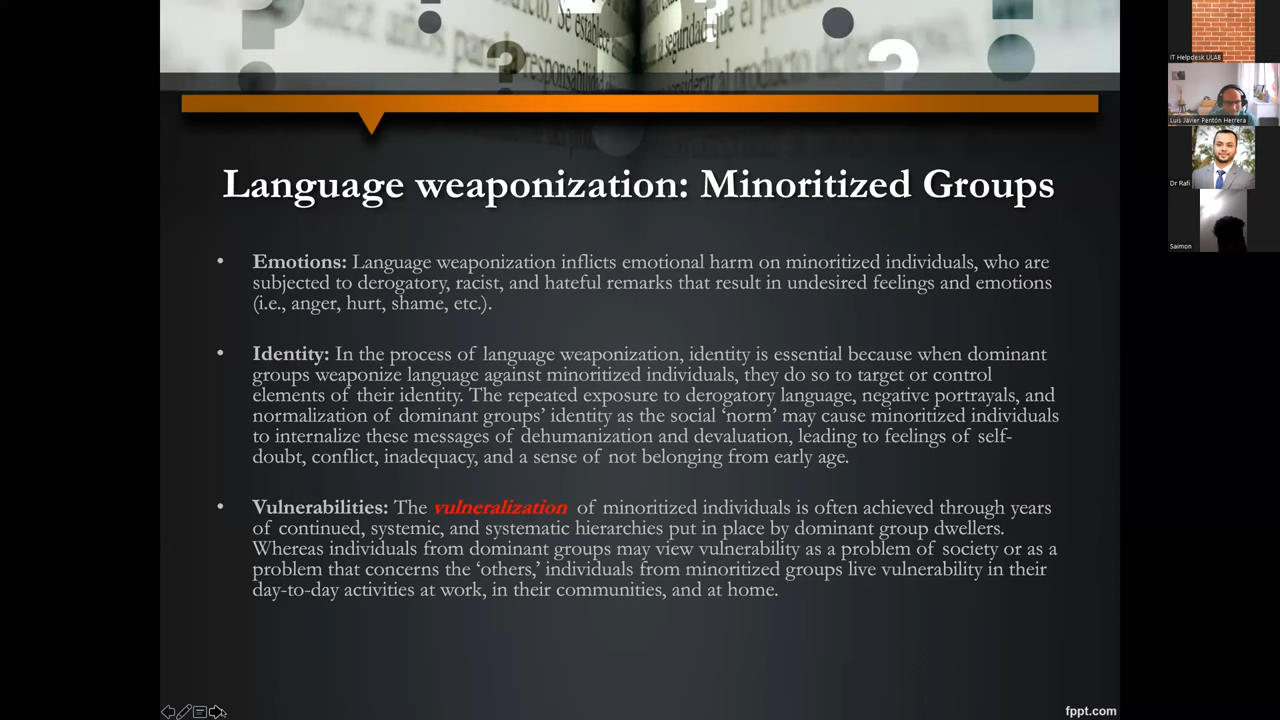 Se establece
responsabilidad
seguridad que el
Language weaponization: Minoritized Groups
• Emotions: Language weaponization inflicts emotional harm on minoritized individuals, who are
subjected to derogatory, racist, and hateful remarks that result in undesired feelings and emotions
(i.e., anger, hurt, shame, etc.).
• Identity: In the process of language weaponization, identity is essential because when dominant
groups weaponize language against minoritized individuals, they do so to target or control
elements of their identity. The repeated exposure to derogatory language, negative portrayals, and
normalization of dominant groups’ identity as the social ‘norm’ may cause minoritized individuals
to internalize these messages of dehumanization and devaluation, leading to feelings of self-
doubt, conflict, inadequacy, and a sense of not belonging from early age.
• Vulnerabilities: The vulneralization of minoritized individuals is often achieved through years
of continued, systemic, and systematic hierarchies put in place by dominant group dwellers.
Whereas individuals from dominant groups may view vulnerability as a problem of society or as a
problem that concerns the ‘others,’ individuals from minoritized groups live vulnerability in their
day-to-day activities at work, in their communities, and at home.
fppt.com
IT Helpdesk ULAB
Luis Javier Pentón Herrera
Dr Rafi
Saimon